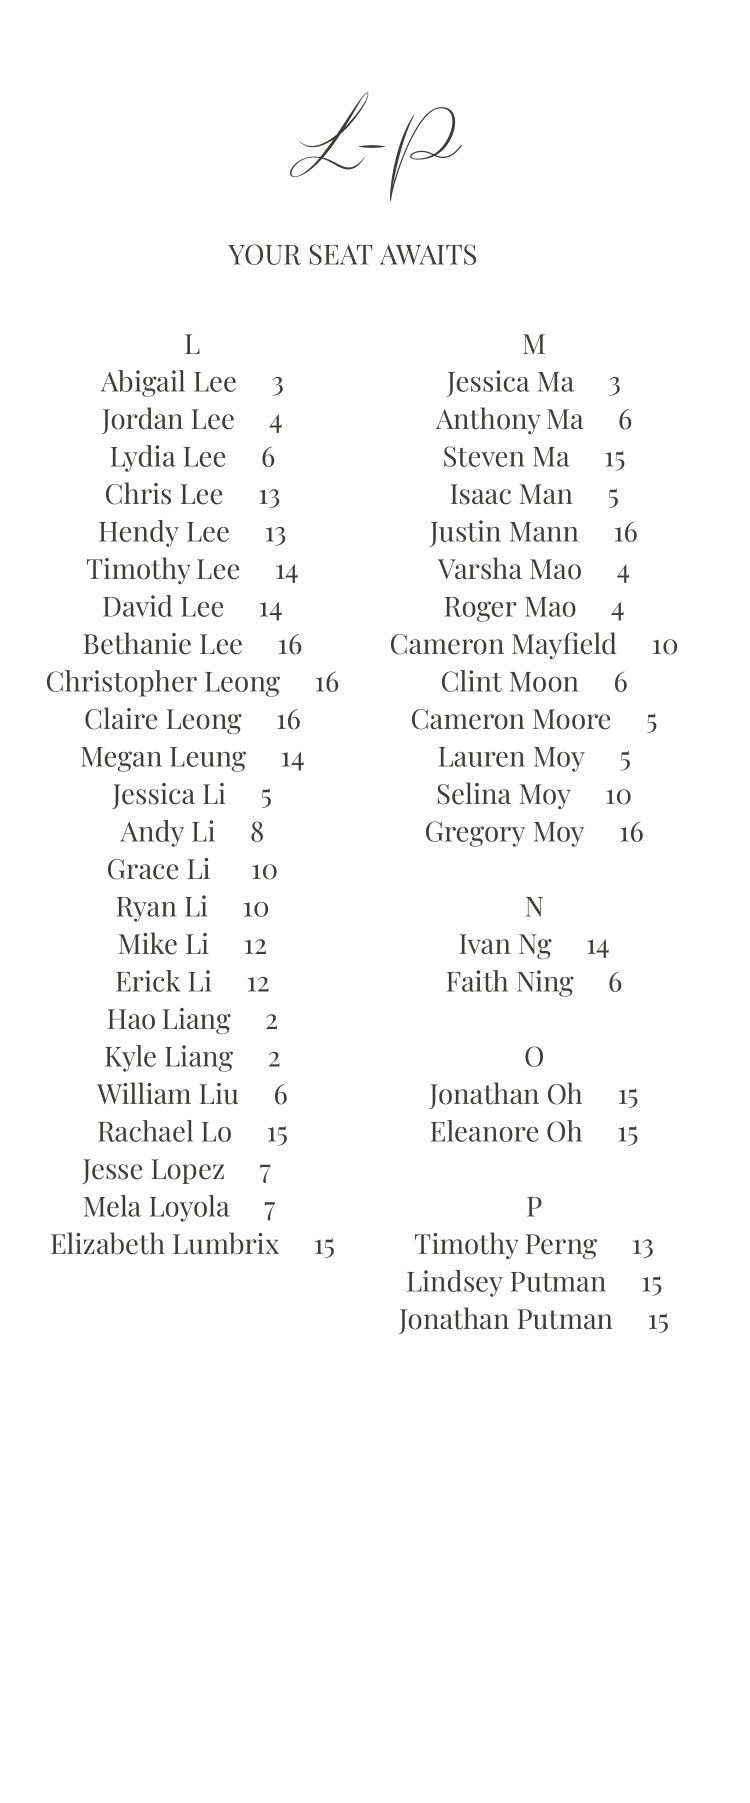 L-P
YOUR SEAT AWAITS
L
Abigail Lee 3
Jordan Lee 4
Lydia Lee 6
Chris Lee 13
Hendy Lee 13
Timothy Lee 14
David Lee 14
Bethanie Lee 16
Christopher Leong 16
Claire Leong 16
Megan Leung 14
Jessica Li 5
Andy Li 8
Grace Li 10
Ryan Li 10
Mike Li 12
Erick Li 12
Hao Liang 2
Kyle Liang 2
William Liu 6
Rachael Lo 15
Jesse Lopez 7
Mela Loyola 7
Elizabeth Lumbrix 15
M
Jessica Ma 3
Anthony Ma 6
Steven Ma 15
Isaac Man 5
Justin Mann 16
Varsha Mao 4
Roger Mao 4
Cameron Mayfield 10
Clint Moon 6
Cameron Moore 5
Lauren Moy 5
Selina Moy 10
Gregory Moy 16
N
Ivan Ng 14
Faith Ning 6
O
Jonathan Oh 15
Eleanore Oh 15
P
Timothy Perng 13
Lindsey Putman 15
Jonathan Putman 15